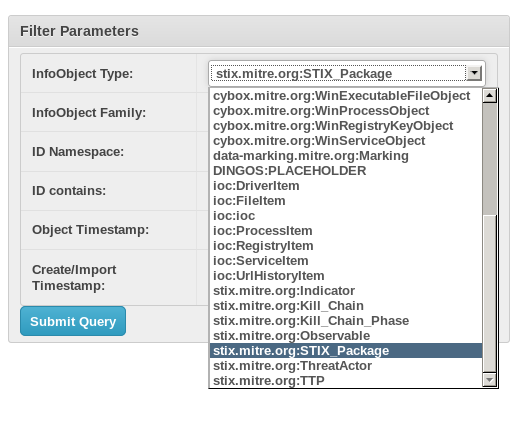 Filter Parameters
InfoObject Type:
stix.mitre.org:STIX_Package
InfoObject Family:
ID Namespace:
ID contains:
Object Timestamp:
Create/Import
Timestamp:
Submit Query
cybox.mitre.org:WinExecutableFileObject
cybox.mitre.org:WinProcessObject
cybox.mitre.org:WinRegistryKeyObject
cybox.mitre.org:WinServiceObject
data-marking.mitre.org:Marking
DINGOS:PLACEHOLDER
ioc:DriverItem
ioc:FileItem
ioc:ioc
ioc:ProcessItem
ioc:RegistryItem
ioc:ServiceItem
ioc:UrlHistoryItem
stix.mitre.org:Indicator
stix.mitre.org:Kill_Chain
stix.mitre.org:Kill_Chain_Phase
stix.mitre.org:Observable
stix.mitre.org:STIX_Package
stix.mitre.org:ThreatActor
stix.mitre.org:TTP